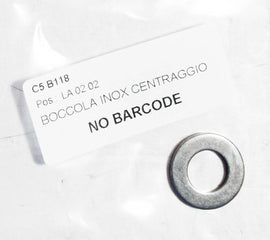 C5 B118
Pos. LA 02 02
BOCCOLA INOX CENTRAGGIO
NO BARCODE